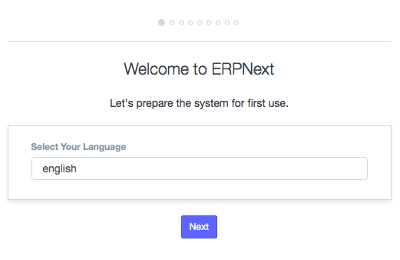 Welcome to ERPNext
Let's prepare the system for first use.
Select Your Language
english
Next